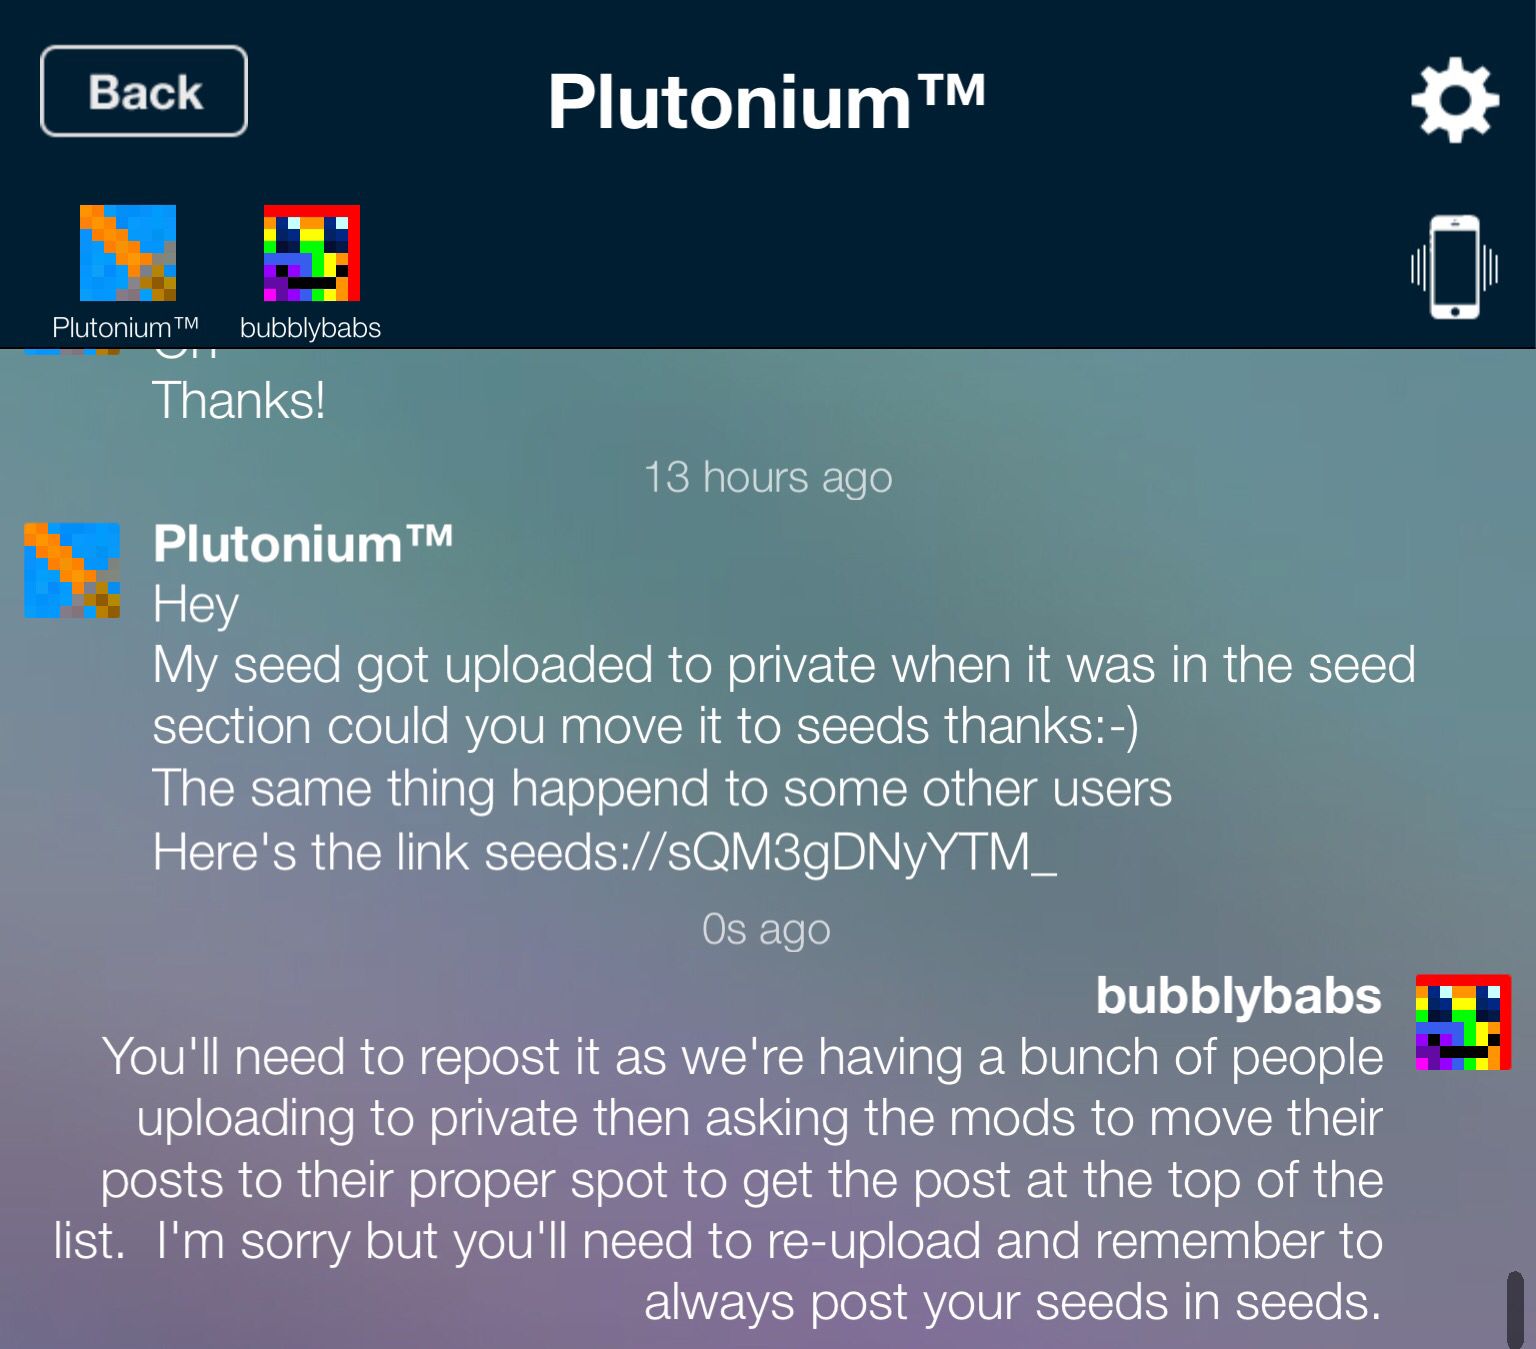 Back
Plutonium™
Plutonium™
bubblybabs
Thanks!
13 hours ago
Plutonium™
Hey
My seed got uploaded to private when it was in the seed
section could you move it to seeds thanks:-)
The same thing happend to some other users
Here's the link seeds://sQM3gDNyYTM_
0s ago
bubblybabs
You'll need to repost it as we're having a bunch of people
uploading to private then asking the mods to move their
posts to their proper spot to get the post at the top of the
list.  I'm sorry but you'll need to re-upload and remember to
always post your seeds in seeds.